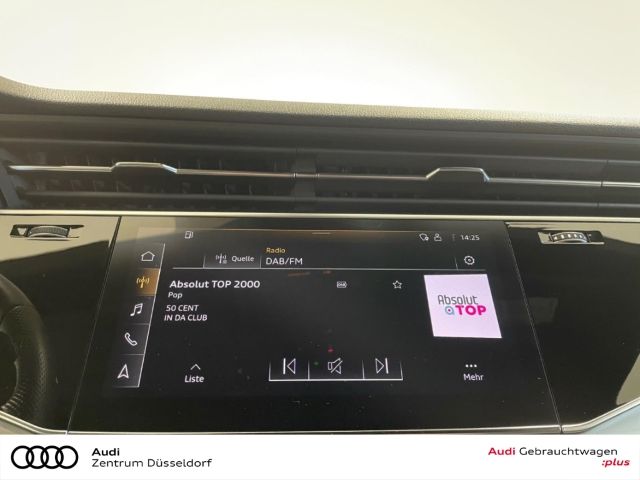 14:25
Quelle
Radio
DAB/FM
Absolut TOP 2000
Pop
50 CENT
IN DA CLUB
Absolut
TOP
Liste
Mehr
Audi
Zentrum Düsseldorf
Audi Gebrauchtwagen
:plus